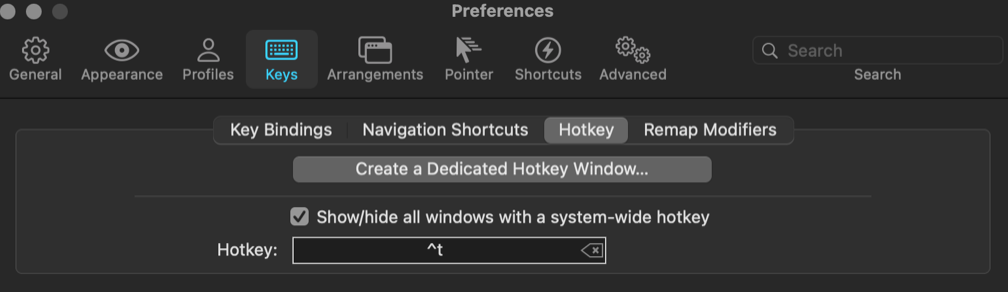 Preferences
General Appearance Profiles Keys Arrangements Pointer Shortcuts Advanced Search
Search
Key Bindings Navigation Shortcuts Hotkey Remap Modifiers
Create a Dedicated Hotkey Window...
Show/hide all windows with a system-wide hotkey
Hotkey: ^t